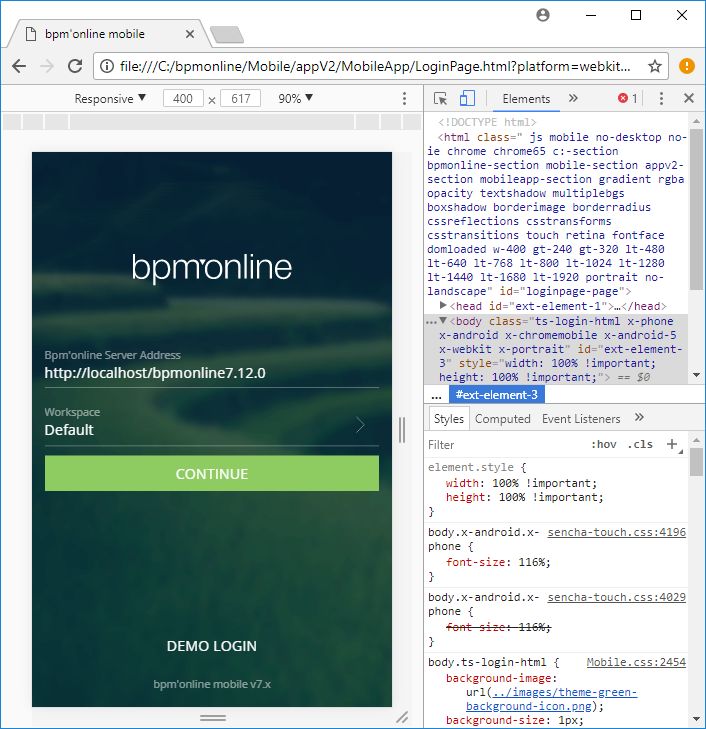 bpm'online mobile
file:///C:/bpmonline/Mobile/appV2/MobileApp/LoginPage.html?platform=webkit...
Responsive ▼ 400 × 617 90% ▼
bpm'online
Bpm'online Server Address
http://localhost/bpmonline7.12.0
Workspace
Default
CONTINUE
DEMO LOGIN
bpm'online mobile v7.x
Elements » 1
<!DOCTYPE html>
<html class=" js mobile no-desktop no-
ie chrome chrome65 c:-section
bpmonline-section mobile-section appv2-
section mobileapp-section gradient rgba
opacity textshadow multiplebgs
boxshadow borderimage borderradius
cssreflections csstransforms
csstransitions touch retina fontface
domloaded w-400 gt-240 gt-320 lt-480
lt-640 lt-768 lt-800 lt-1024 lt-1280
lt-1440 lt-1680 lt-1920 portrait no-
landscape" id="loginpage-page">
▶<head id="ext-element-1">…</head>
…▼<body class="ts-login-html x-phone
x-android x-chromemobile x-android-5
x-webkit x-portrait" id="ext-element-
3" style="width: 100% !important;
height: 100% !important;"> == $0
... #ext-element-3
Styles Computed Event Listeners »
Filter :hov .cls +
element.style {
width: 100% !important;
height: 100% !important;
}
body.x-android.x- sencha-touch.css:4196
phone {
font-size: 116%;
}
body.x-android.x- sencha-touch.css:4029
phone {
font-size: 116%;
}
body.ts-login-html { Mobile.css:2454
background-image:
url(../images/theme-green-
background-icon.png);
background-size: 1px;